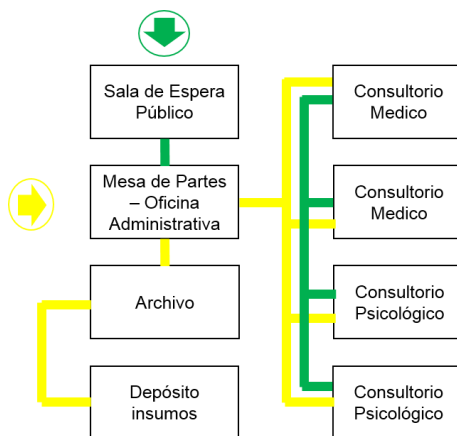 Sala de Espera
Público
Mesa de Partes
– Oficina
Administrativa
Archivo
Depósito
insumos
Consultorio
Medico
Consultorio
Medico
Consultorio
Psicológico
Consultorio
Psicológico